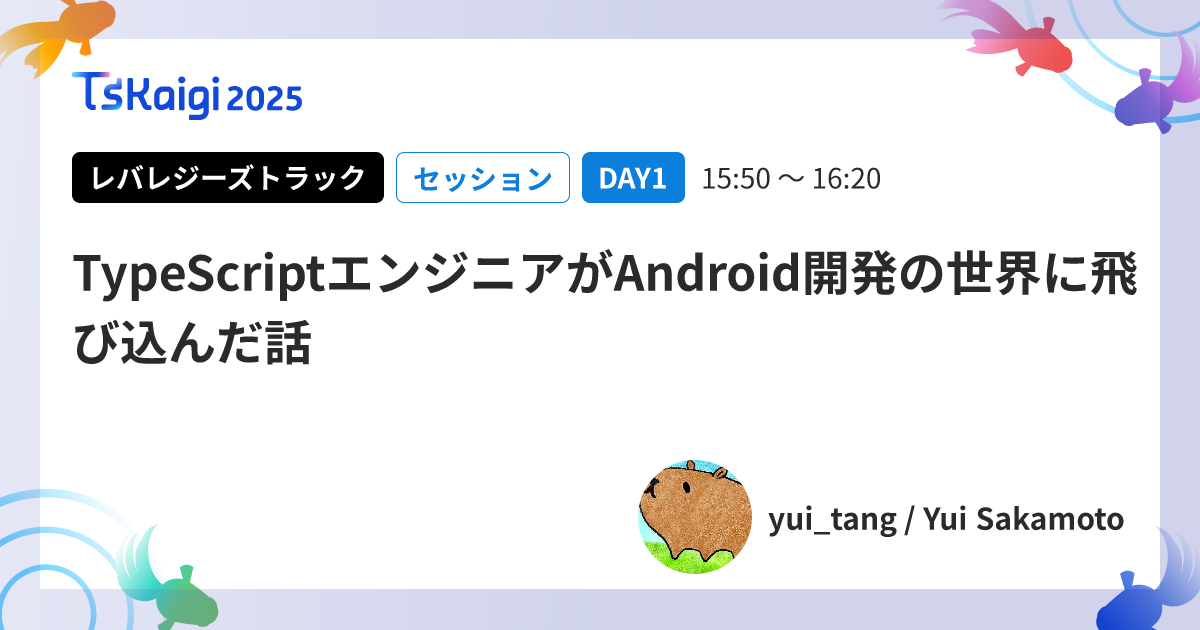 TSKaigi 2025
レバレジーズトラック セッション DAY1 15:50 〜 16:20
TypeScriptエンジニアがAndroid開発の世界に飛
び込んだ話
yui_tang / Yui Sakamoto